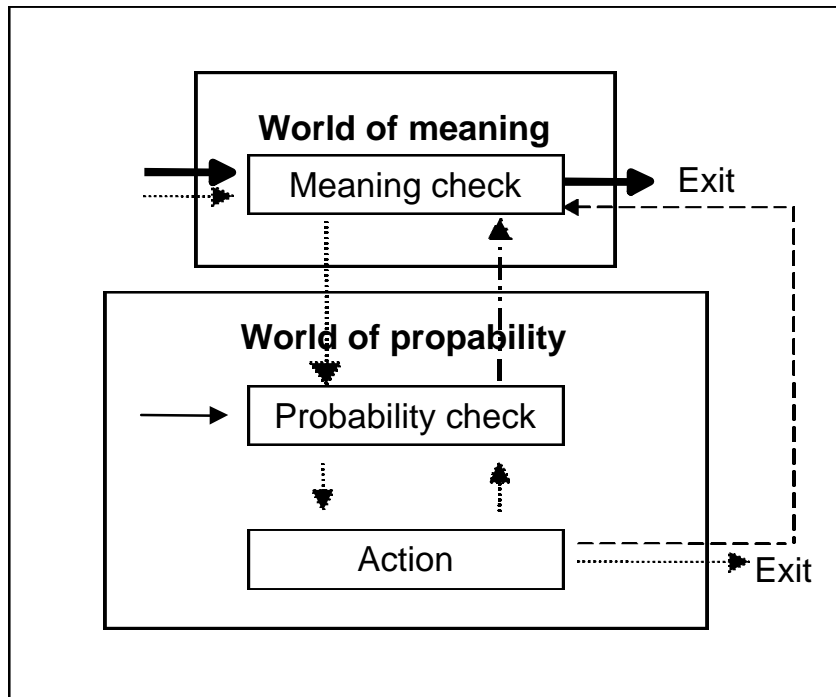 World of meaning
Meaning check
Exit
World of propability
Probability check
Action
Exit